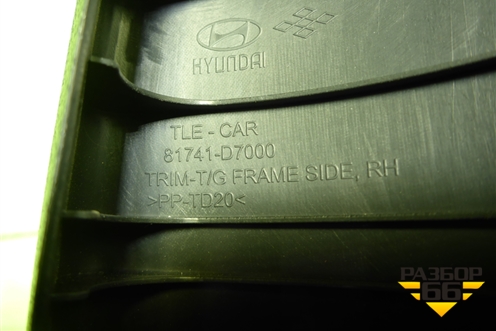 HYUNDAI
TLE - CAR
81741-D7000
TRIM-T/G FRAME SIDE, RH
>PP-TD20<
РАЗБОР
66